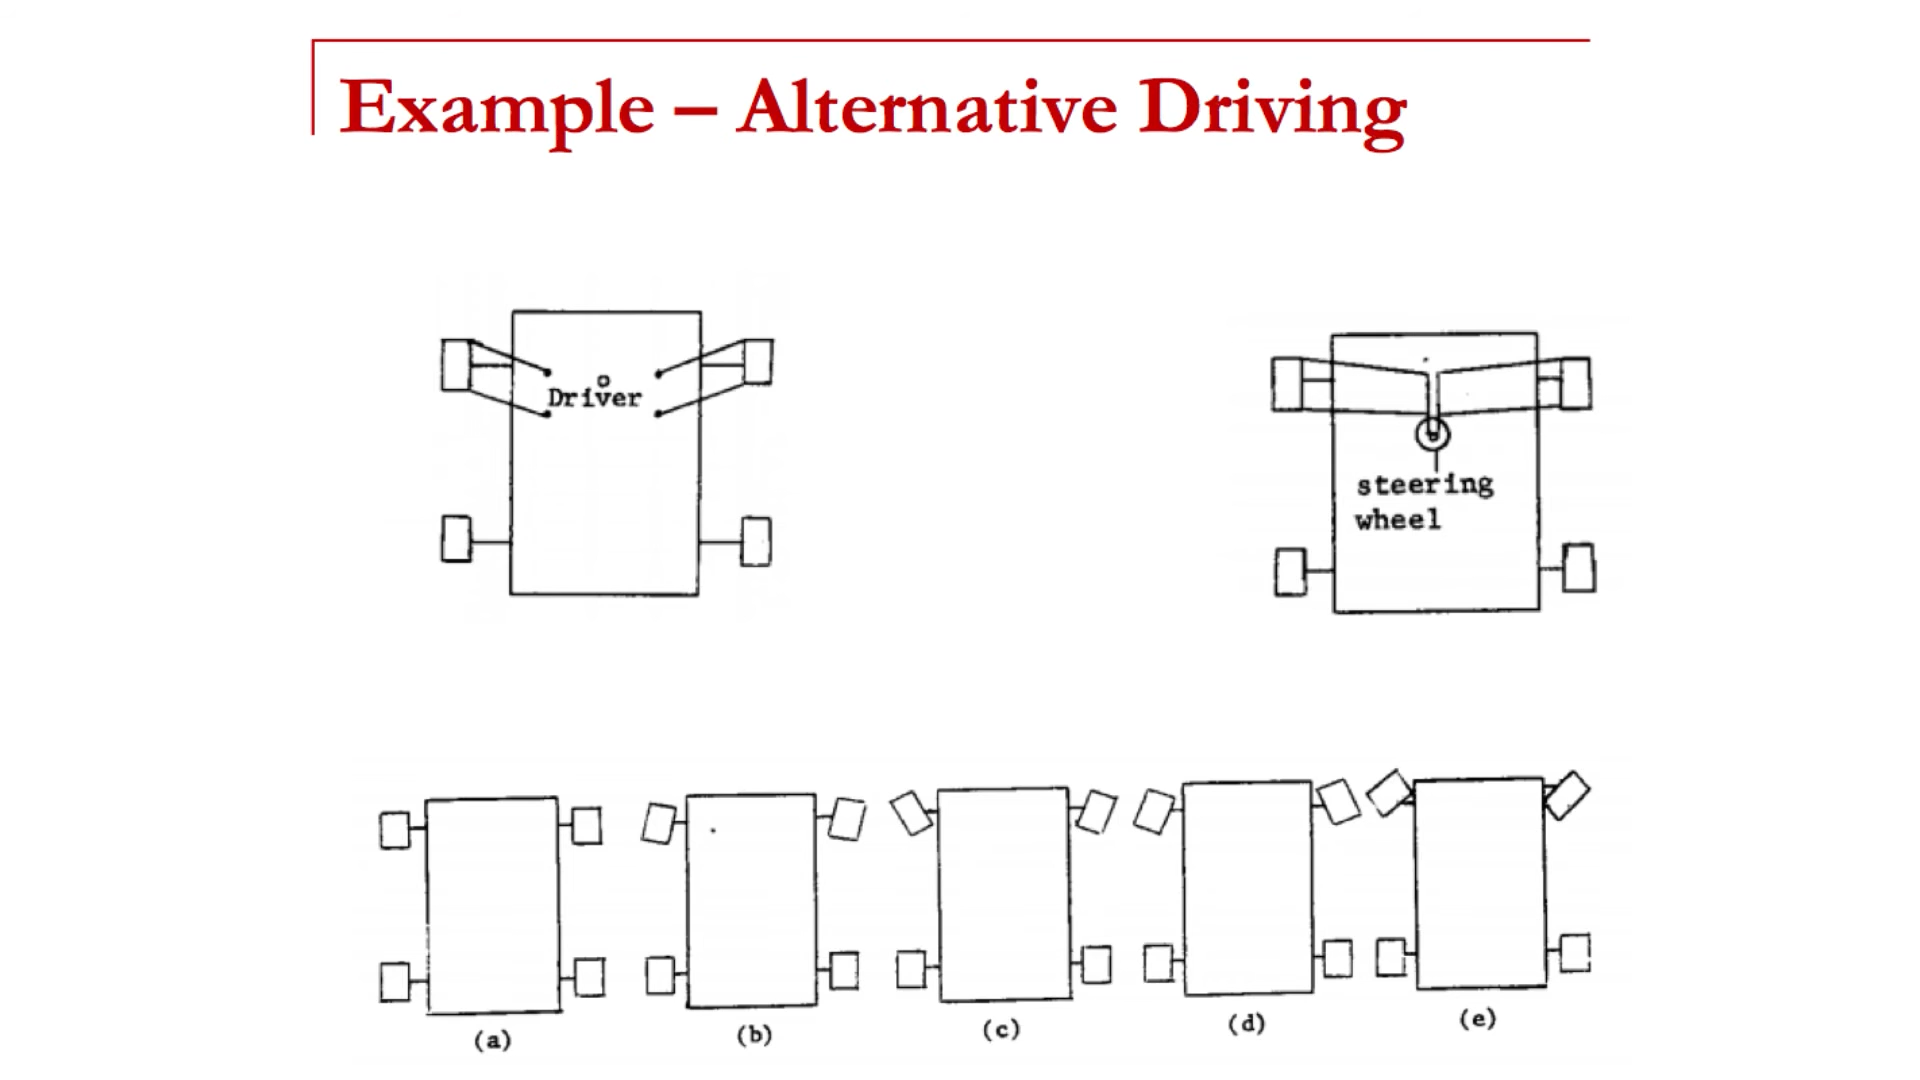 Example – Alternative Driving
Driver
steering
wheel
(a)
(b)
(c)
(d)
(e)